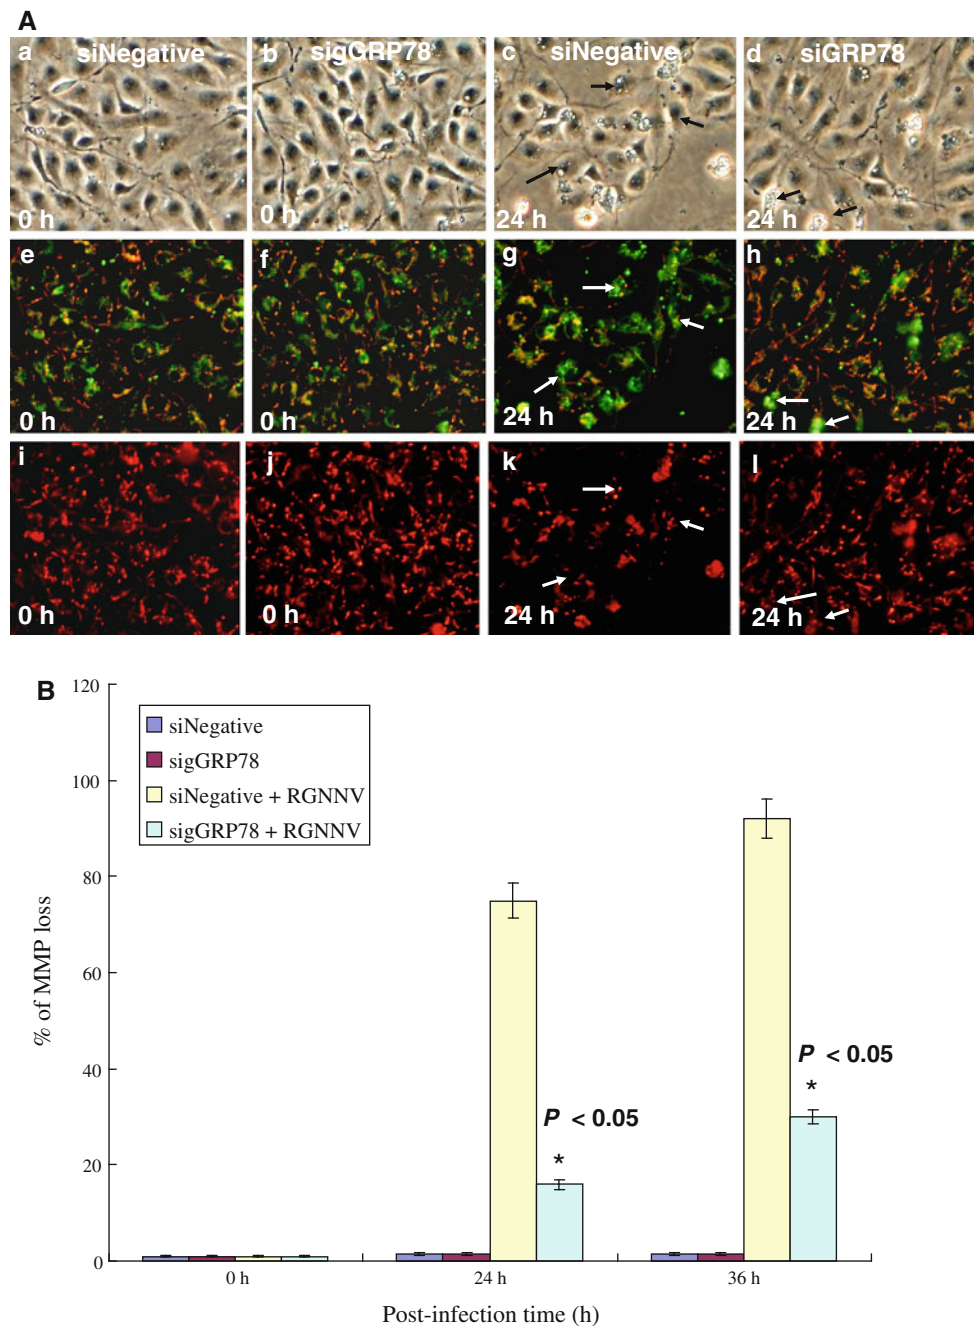 A
a siNegative
b sigGRP78
c siNegative
d siGRP78
0 h
0 h
24 h
24 h
e
f
g
h
0 h
0 h
24 h
24 h
i
j
k
l
0 h
0 h
24 h
24 h
B
120
100
80
60
40
20
0
% of MMP loss
siNegative
sigGRP78
siNegative + RGNNV
sigGRP78 + RGNNV
P < 0.05
*
P < 0.05
*
0 h
24 h
36 h
Post-infection time (h)